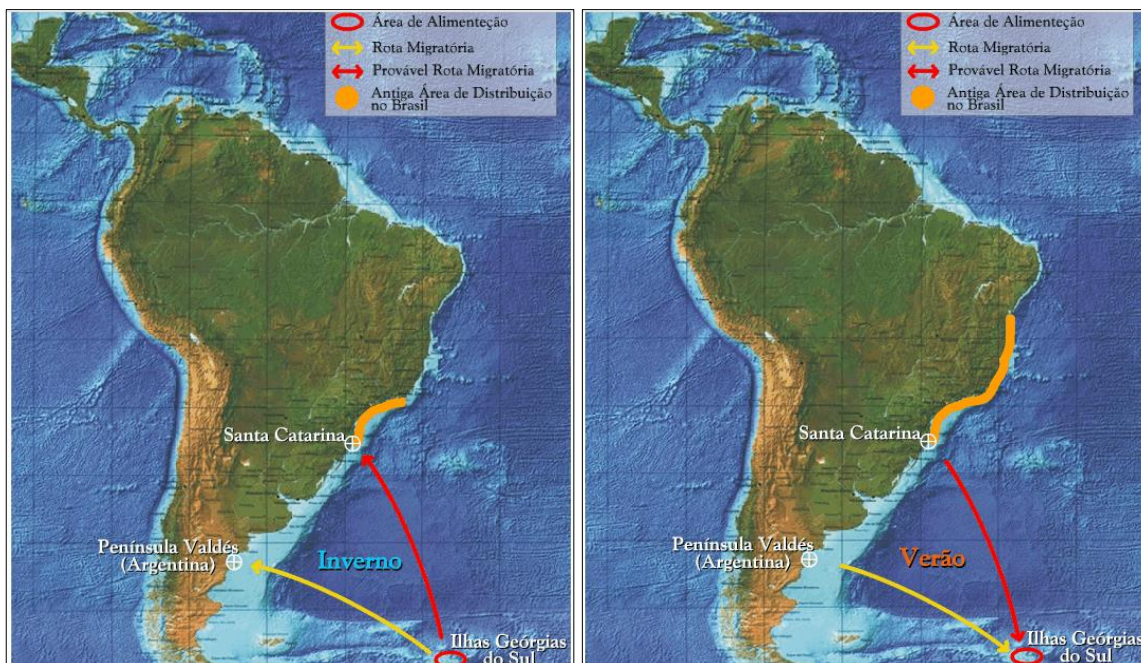 Área de Alimenteção
Rota Migratória
Provável Rota Migratória
Antiga Área de Distribuição
no Brasil
Santa Catarina
Península Valdés
(Argentina)
Inverno
Ilhas Geórgias
do Sul
Área de Alimenteção
Rota Migratória
Provável Rota Migratória
Antiga Área de Distribuição
no Brasil
Santa Catarina
Península Valdés
(Argentina)
Verão
Ilhas Geórgias
do Sul